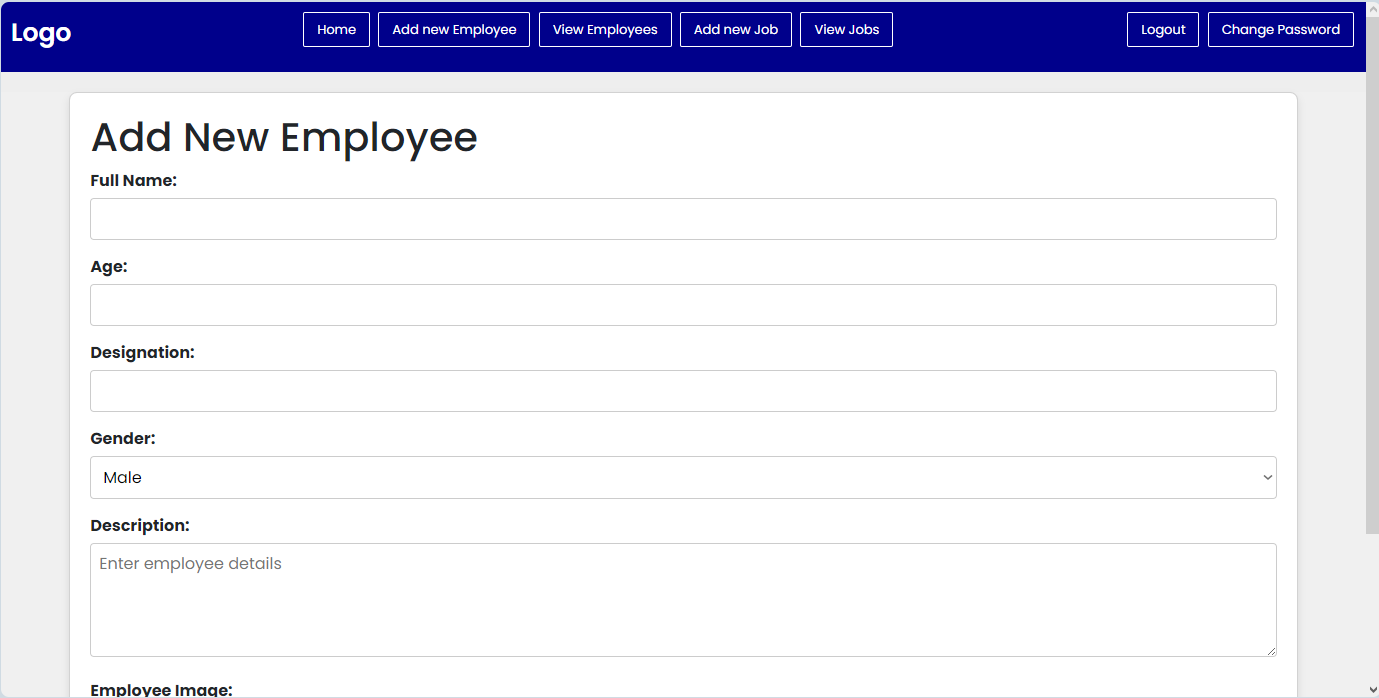 Logo
Home Add new Employee View Employees Add new Job View Jobs Logout Change Password
Add New Employee
Full Name:
Age:
Designation:
Gender:
Male
Description:
Enter employee details
Employee Image: